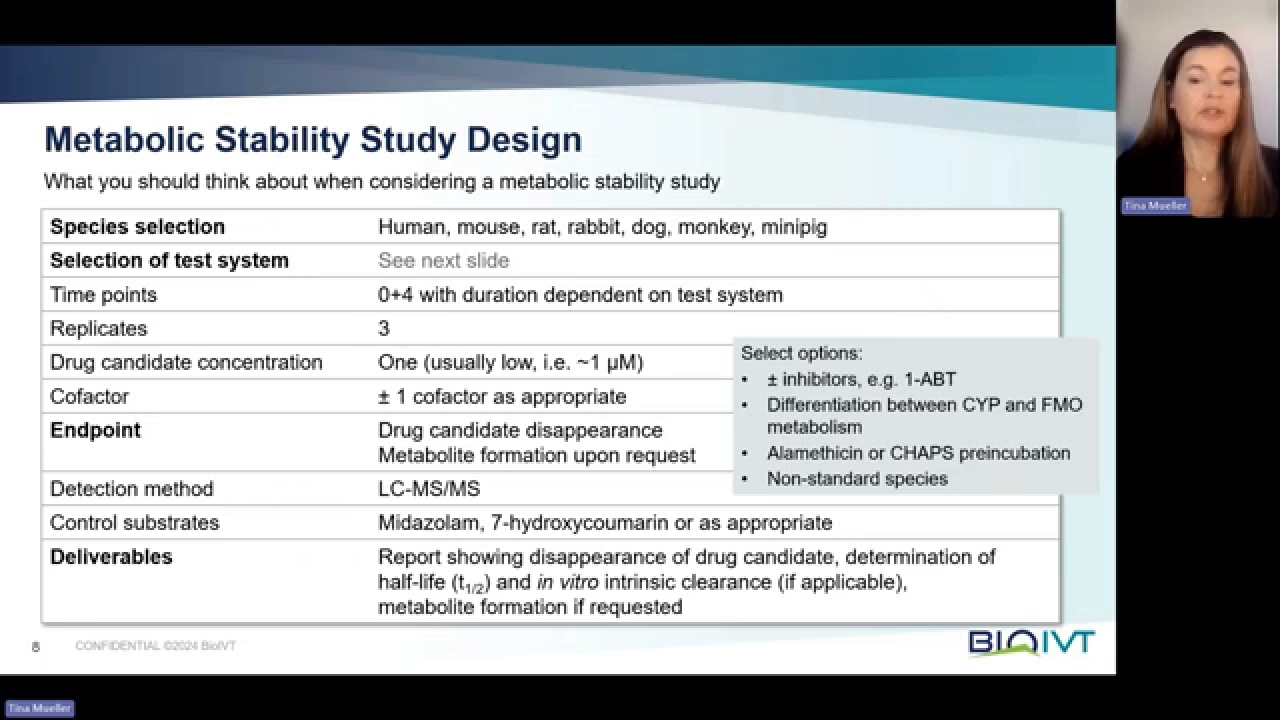 Metabolic Stability Study Design
What you should think about when considering a metabolic stability study
Species selection Human, mouse, rat, rabbit, dog, monkey, minipig
Selection of test system See next slide
Time points 0+4 with duration dependent on test system
Replicates 3
Drug candidate concentration One (usually low, i.e. ~1 µM)
Cofactor ± 1 cofactor as appropriate
Endpoint Drug candidate disappearance
Metabolite formation upon request
Detection method LC-MS/MS
Control substrates Midazolam, 7-hydroxycoumarin or as appropriate
Deliverables Report showing disappearance of drug candidate, determination of
half-life (t1/2) and in vitro intrinsic clearance (if applicable),
metabolite formation if requested
Select options:
• ± inhibitors, e.g. 1-ABT
• Differentiation between CYP and FMO
metabolism
• Alamethicin or CHAPS preincubation
• Non-standard species
8 CONFIDENTIAL ©2024 BioIVT
BIOIVT
Tina Mueller
Tina Mueller